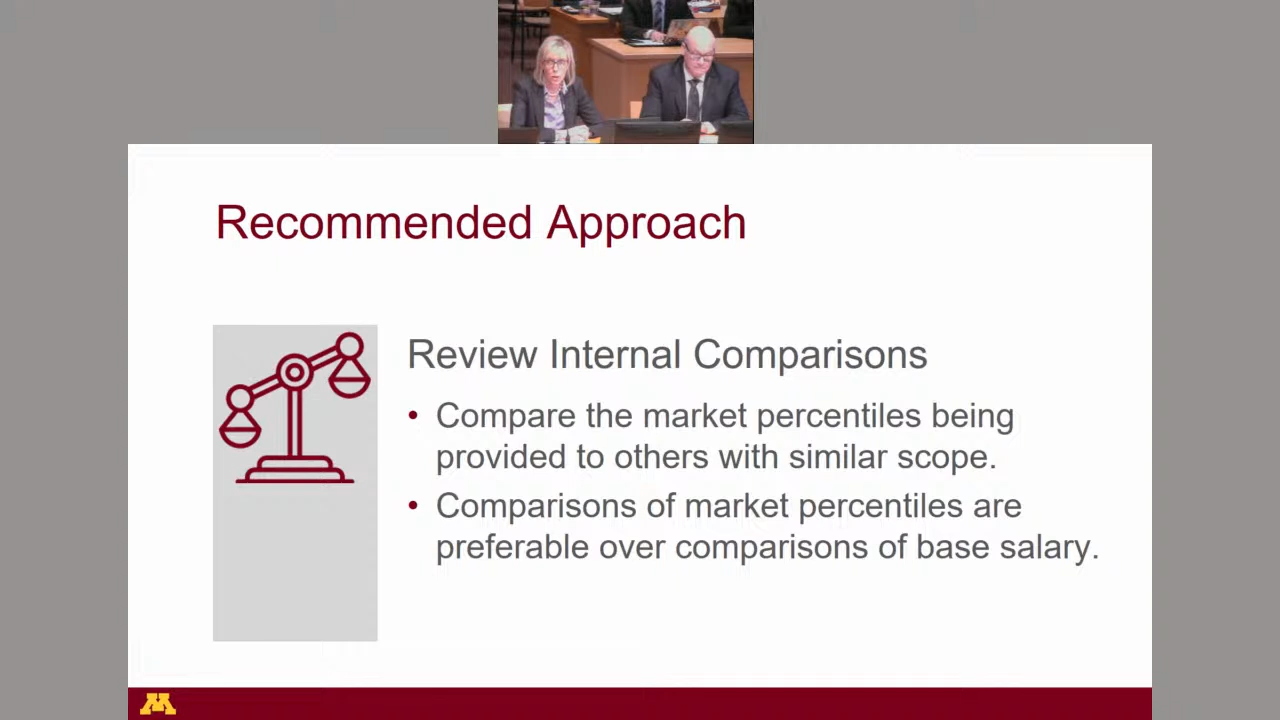 Recommended Approach
Review Internal Comparisons
• Compare the market percentiles being
provided to others with similar scope.
• Comparisons of market percentiles are
preferable over comparisons of base salary.
M